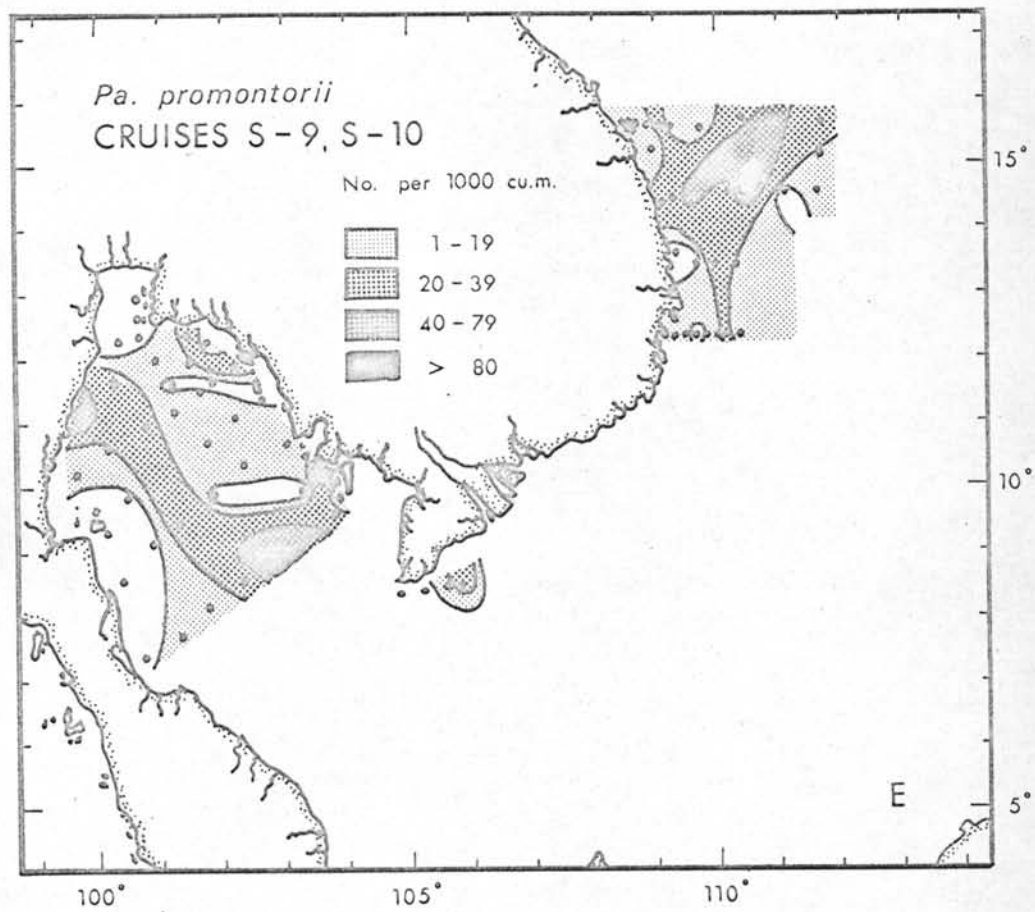 Pa. promontorii
CRUISES S-9, S-10
No. per 1000 cu.m.
1-19
20-39
40-79
> 80
15°
10°
5°
E
100°
105°
110°